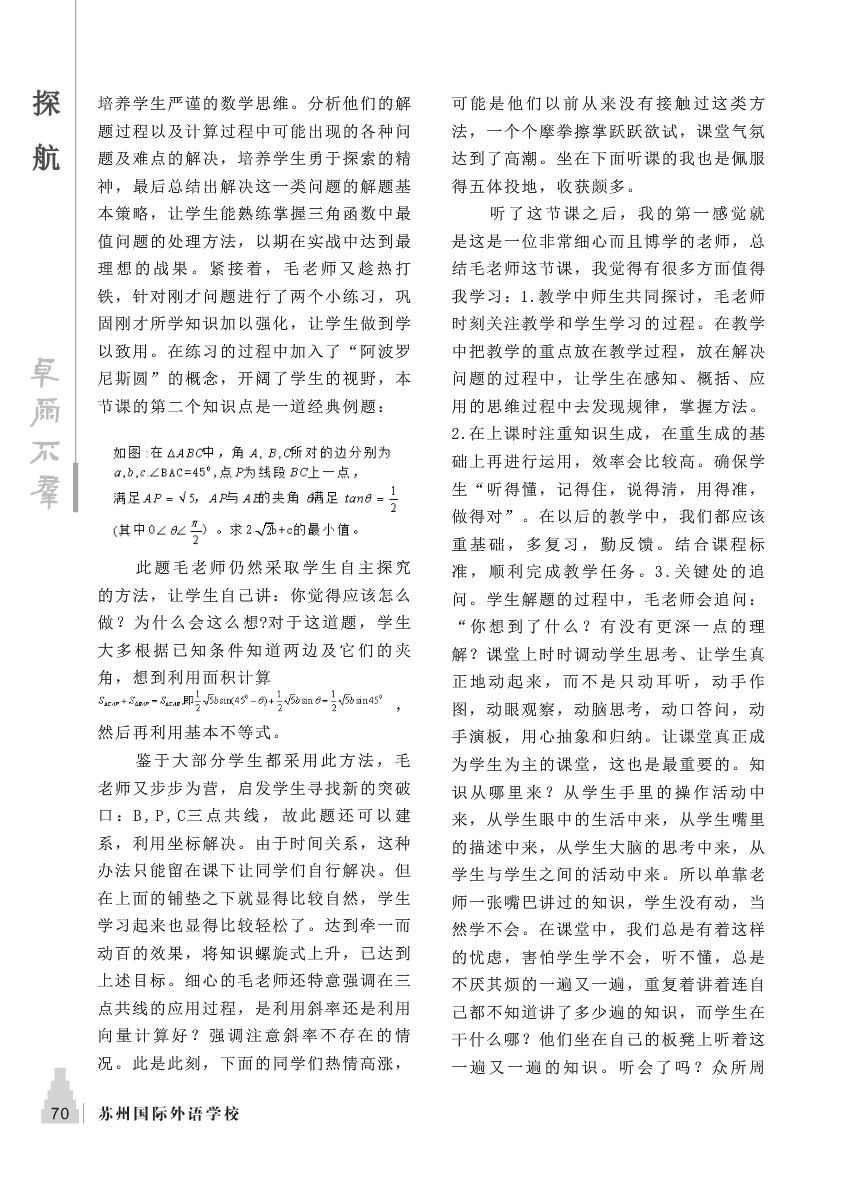 探
航
卓
尔
不
群
培养学生严谨的数学思维。分析他们的解
题过程以及计算过程中可能出现的各种问
题及难点的解决，培养学生勇于探索的精
神，最后总结出解决这一类问题的解题基
本策略，让学生能熟练掌握三角函数中最
值问题的处理方法，以期在实战中达到最
理想的战果。紧接着，毛老师又趁热打
铁，针对刚才问题进行了两个小练习，巩
固刚才所学知识加以强化，让学生做到学
以致用。在练习的过程中加入了“阿波罗
尼斯圆”的概念，开阔了学生的视野，本
节课的第二个知识点是一道经典例题：
如图:在 ΔABC中，角 A, B,C所对的边分别为
a,b,c.∠BAC=45⁰,点P为线段 BC上一点，
满足AP = √5，AP与 AB的夹角 θ满足 tanθ = 1/2
(其中0∠θ∠π/2）。求2√2b+c的最小值。
此题毛老师仍然采取学生自主探究
的方法，让学生自己讲：你觉得应该怎么
做？为什么会这么想?对于这道题，学生
大多根据已知条件知道两边及它们的夹
角，想到利用面积计算
S△CAP + S△BAP = S△CAB,即1/2√5bsin(45⁰−θ)+1/2√5bsinθ=1/2√5bsin45⁰ ，
然后再利用基本不等式。
鉴于大部分学生都采用此方法，毛
老师又步步为营，启发学生寻找新的突破
口：B,P,C三点共线，故此题还可以建
系，利用坐标解决。由于时间关系，这种
办法只能留在课下让同学们自行解决。但
在上面的铺垫之下就显得比较自然，学生
学习起来也显得比较轻松了。达到牵一而
动百的效果，将知识螺旋式上升，已达到
上述目标。细心的毛老师还特意强调在三
点共线的应用过程，是利用斜率还是利用
向量计算好？强调注意斜率不存在的情
况。此是此刻，下面的同学们热情高涨，
可能是他们以前从来没有接触过这类方
法，一个个摩拳擦掌跃跃欲试，课堂气氛
达到了高潮。坐在下面听课的我也是佩服
得五体投地，收获颇多。
听了这节课之后，我的第一感觉就
是这是一位非常细心而且博学的老师，总
结毛老师这节课，我觉得有很多方面值得
我学习：1.教学中师生共同探讨，毛老师
时刻关注教学和学生学习的过程。在教学
中把教学的重点放在教学过程，放在解决
问题的过程中，让学生在感知、概括、应
用的思维过程中去发现规律，掌握方法。
2.在上课时注重知识生成，在重生成的基
础上再进行运用，效率会比较高。确保学
生“听得懂，记得住，说得清，用得准，
做得对”。在以后的教学中，我们都应该
重基础，多复习，勤反馈。结合课程标
准，顺利完成教学任务。3.关键处的追
问。学生解题的过程中，毛老师会追问：
“你想到了什么？有没有更深一点的理
解？课堂上时时调动学生思考、让学生真
正地动起来，而不是只动耳听，动手作
图，动眼观察，动脑思考，动口答问，动
手演板，用心抽象和归纳。让课堂真正成
为学生为主的课堂，这也是最重要的。知
识从哪里来？从学生手里的操作活动中
来，从学生眼中的生活中来，从学生嘴里
的描述中来，从学生大脑的思考中来，从
学生与学生之间的活动中来。所以单靠老
师一张嘴巴讲过的知识，学生没有动，当
然学不会。在课堂中，我们总是有着这样
的忧虑，害怕学生学不会，听不懂，总是
不厌其烦的一遍又一遍，重复着讲着连自
己都不知道讲了多少遍的知识，而学生在
干什么哪？他们坐在自己的板凳上听着这
一遍又一遍的知识。听会了吗？众所周
70 苏州国际外语学校